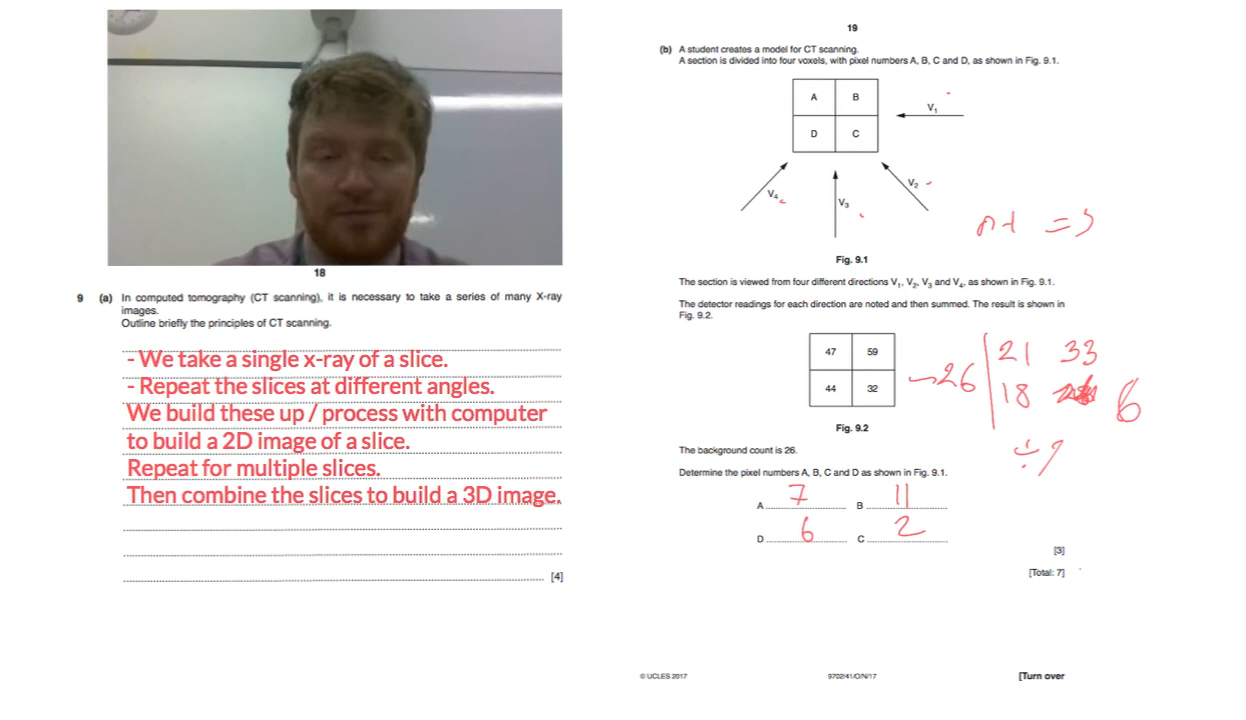 18
9 (a) In computed tomography (CT scanning), it is necessary to take a series of many X-ray
images.
Outline briefly the principles of CT scanning.
- We take a single x-ray of a slice.
- Repeat the slices at different angles.
We build these up / process with computer
to build a 2D image of a slice.
Repeat for multiple slices.
Then combine the slices to build a 3D image.
[4]
19
(b) A student creates a model for CT scanning.
A section is divided into four voxels, with pixel numbers A, B, C and D, as shown in Fig. 9.1.
A B
D C
V1
V2
V3
V4
Fig. 9.1
The section is viewed from four different directions V1, V2, V3 and V4, as shown in Fig. 9.1.
The detector readings for each direction are noted and then summed. The result is shown in
Fig. 9.2.
47 59
44 32
-26
21 33
18 6
Fig. 9.2
The background count is 26.
Determine the pixel numbers A, B, C and D as shown in Fig. 9.1.
A 7 B 11
D 6 C 2
[3]
[Total: 7]
© UCLES 2017 9702/41/O/N/17 [Turn over